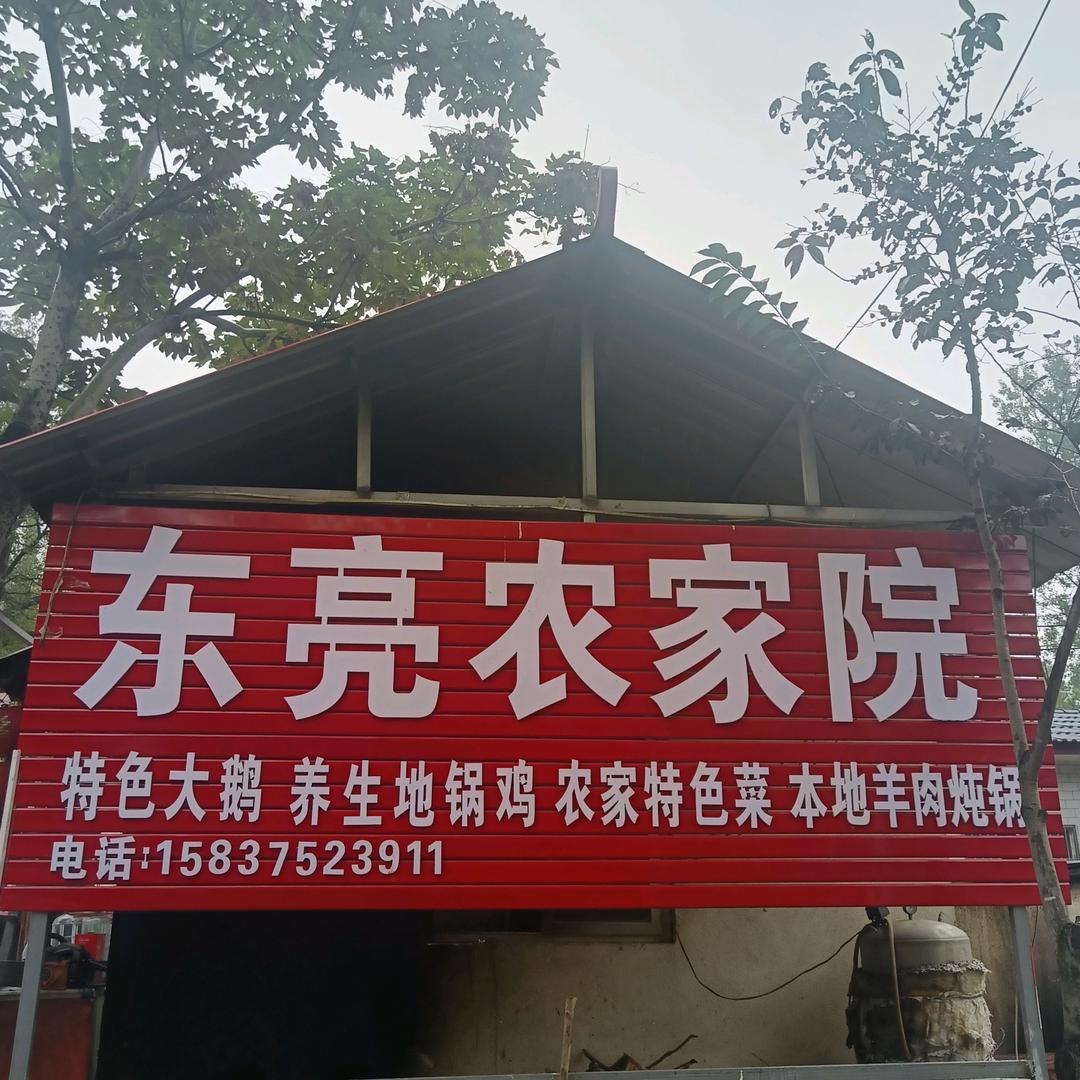 东亮农家院
特色大鹅 养生地锅鸡 农家特色菜 本地羊肉炖锅
电话:15837523911